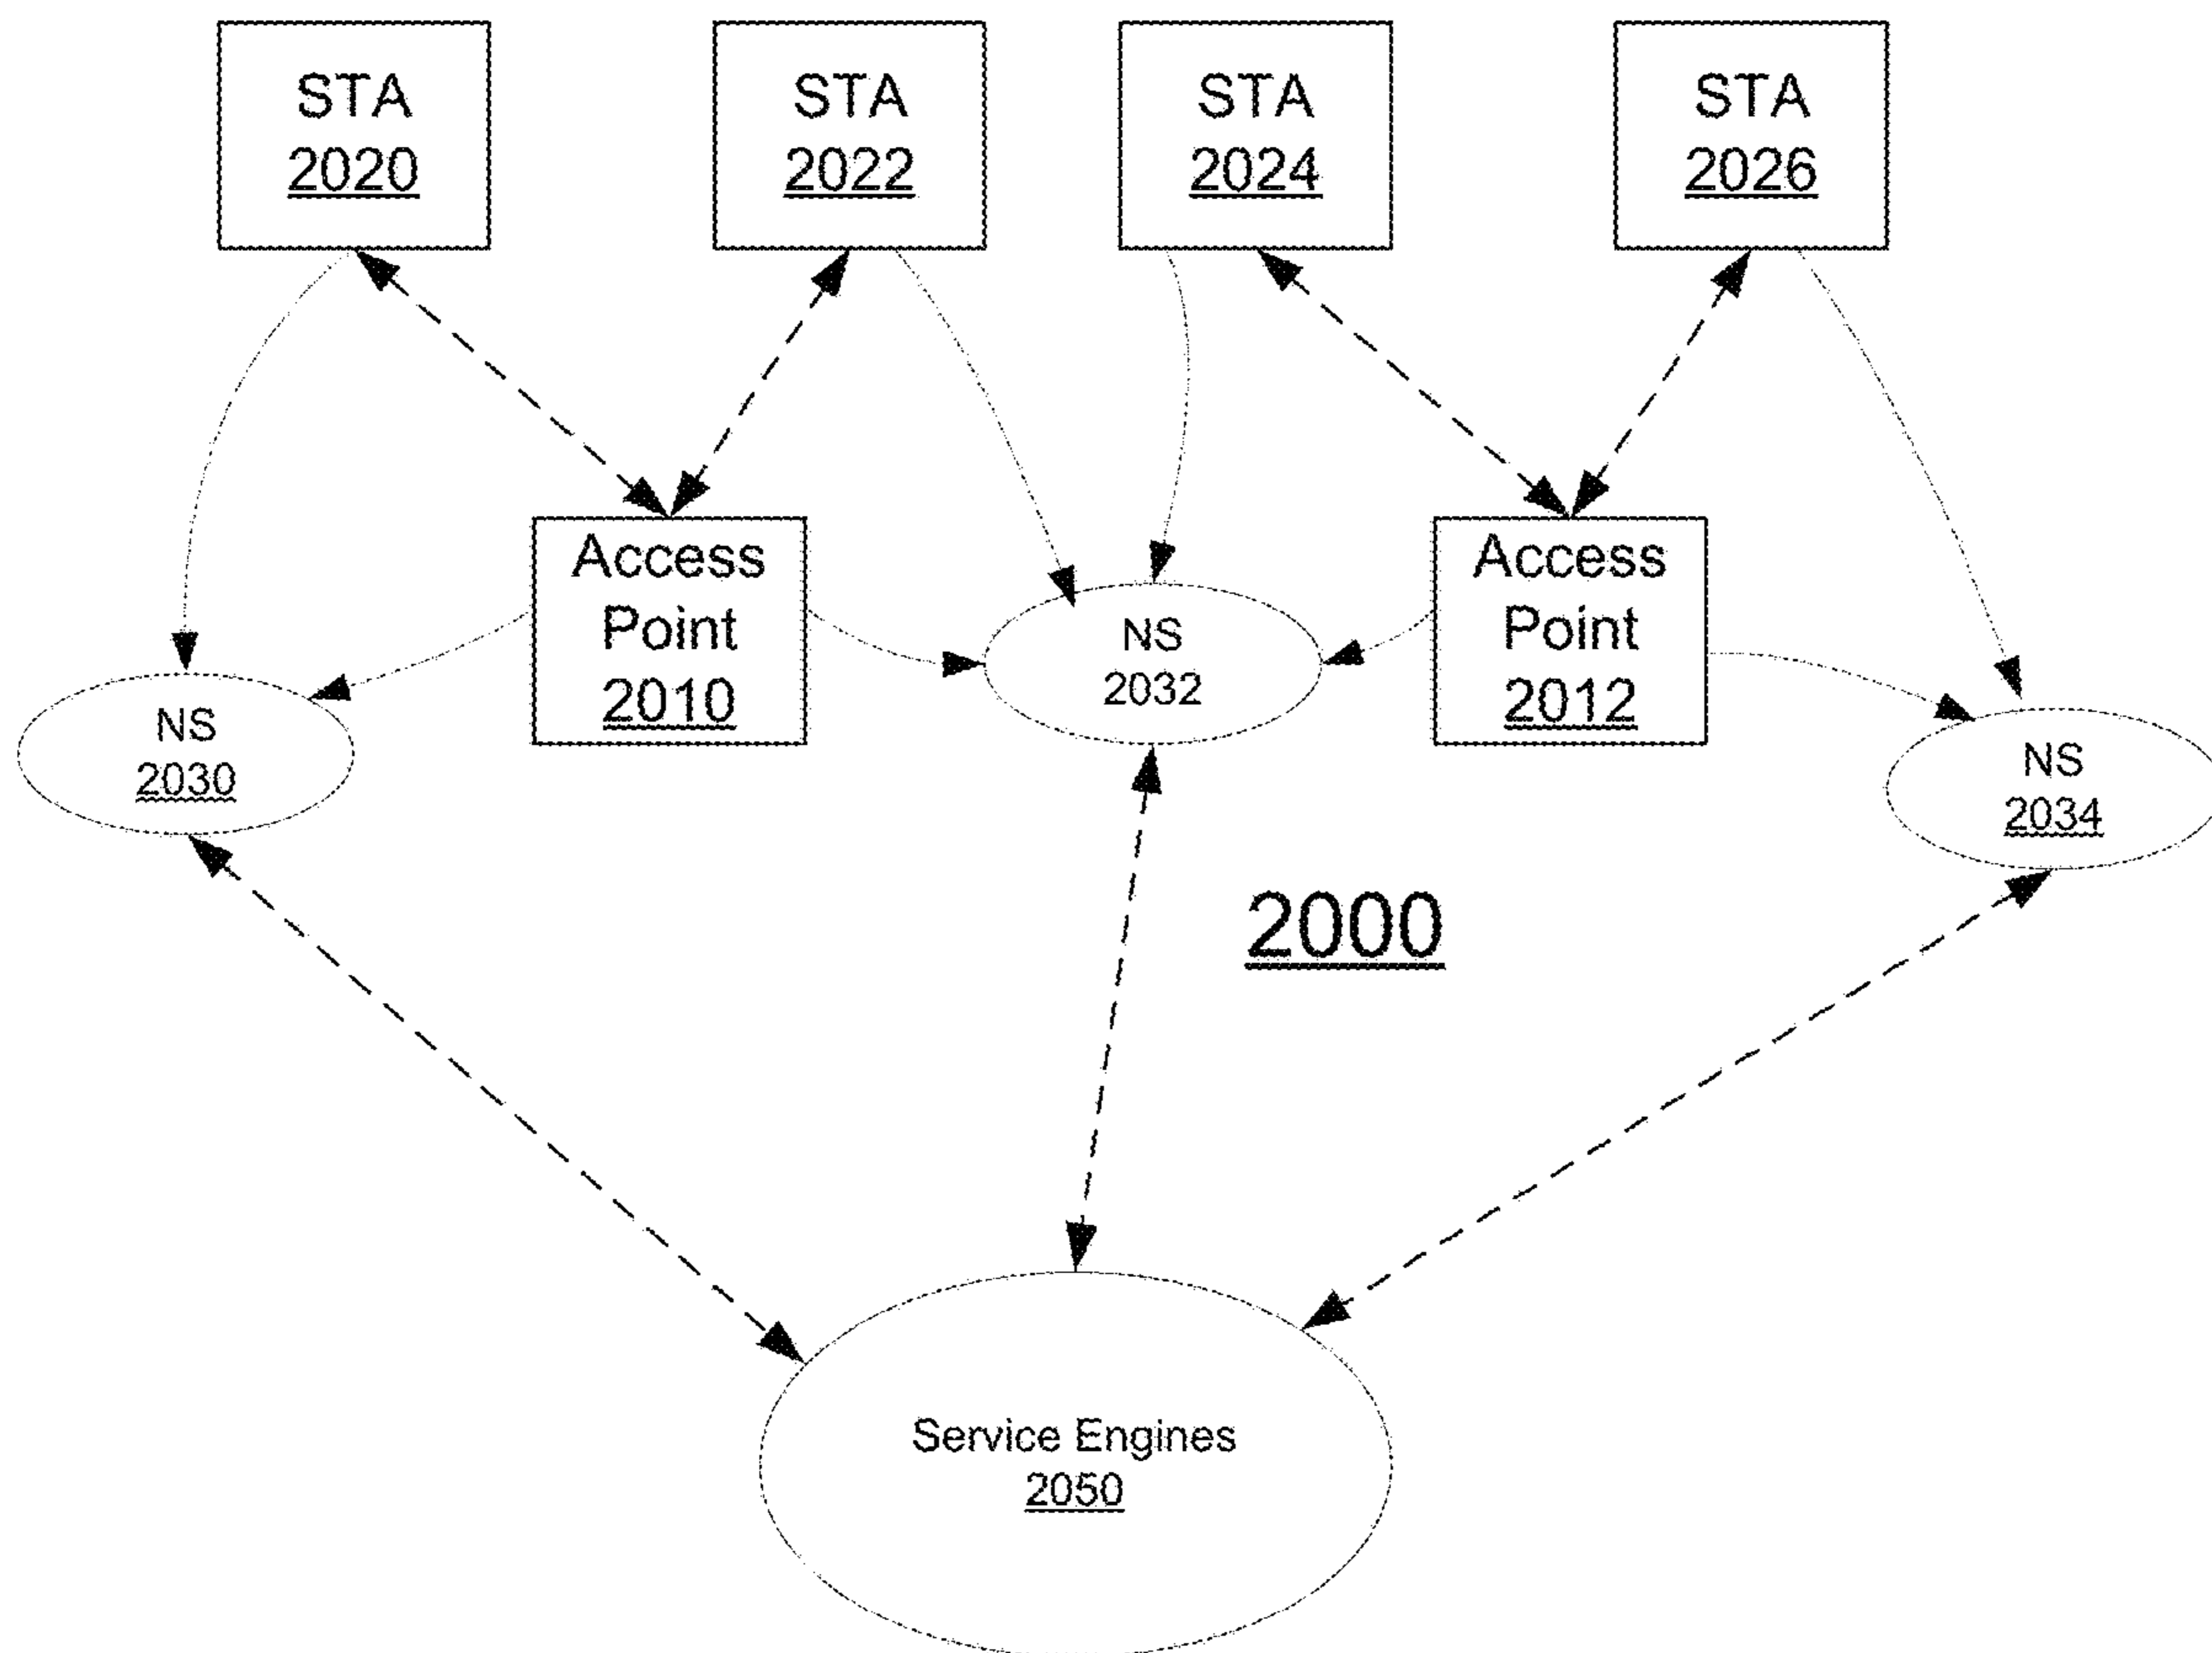 STA
2020
STA
2022
STA
2024
STA
2026
Access
Point
2010
NS
2032
Access
Point
2012
NS
2030
NS
2034
2000
Service Engines
2050